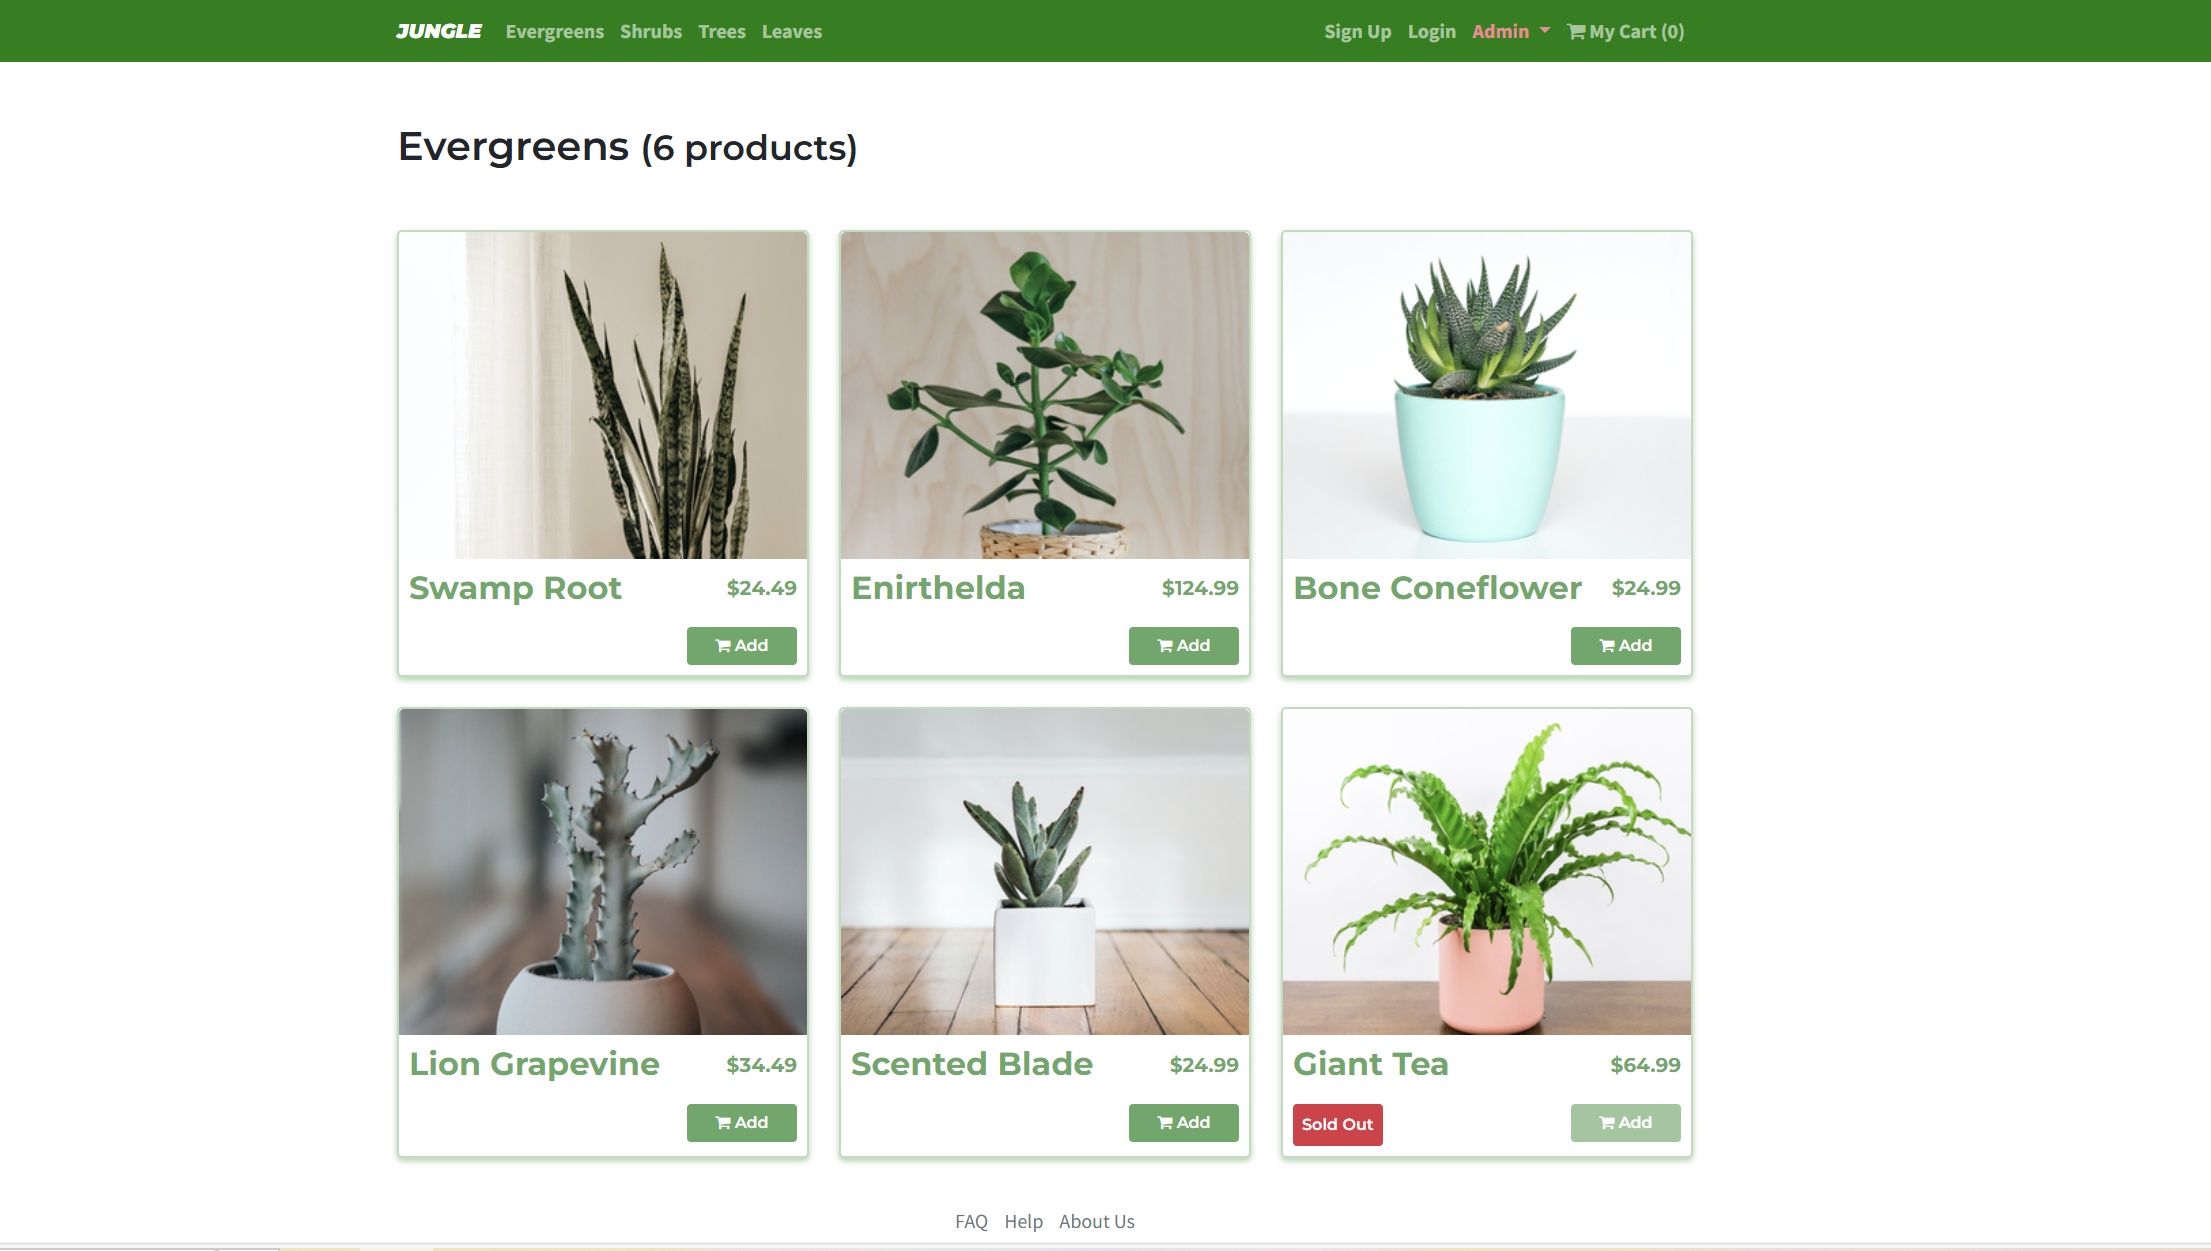 JUNGLE Evergreens Shrubs Trees Leaves Sign Up Login Admin My Cart (0)
Evergreens (6 products)
Swamp Root $24.49
Add
Enirthelda $124.99
Add
Bone Coneflower $24.99
Add
Lion Grapevine $34.49
Add
Scented Blade $24.99
Add
Giant Tea $64.99
Sold Out Add
FAQ Help About Us